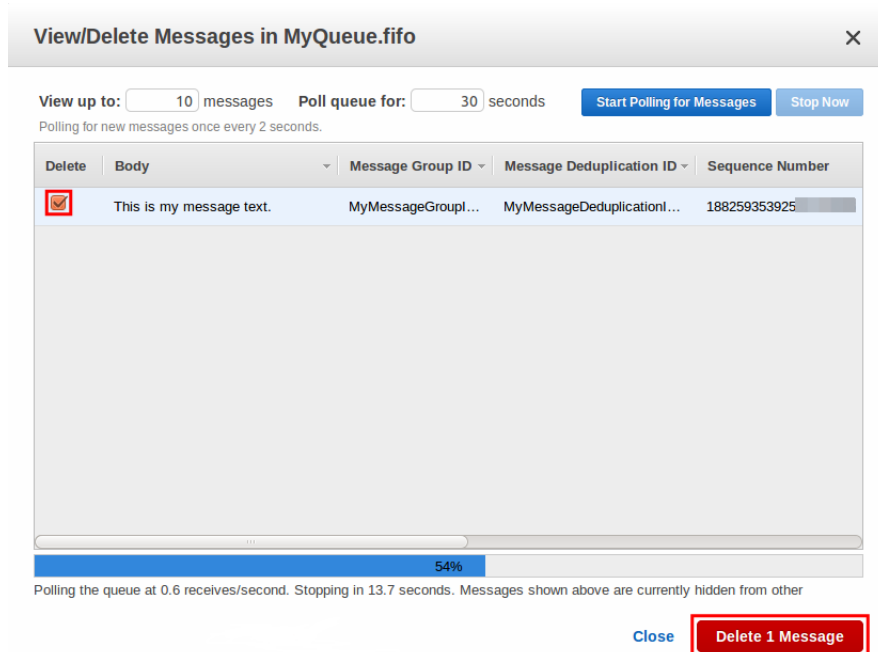 View/Delete Messages in MyQueue.fifo
View up to: 10 messages Poll queue for: 30 seconds Start Polling for Messages Stop Now
Polling for new messages once every 2 seconds.
Delete Body Message Group ID Message Deduplication ID Sequence Number
This is my message text. MyMessageGroupI... MyMessageDeduplicationI... 188259353925
54%
Polling the queue at 0.6 receives/second. Stopping in 13.7 seconds. Messages shown above are currently hidden from other
Close Delete 1 Message